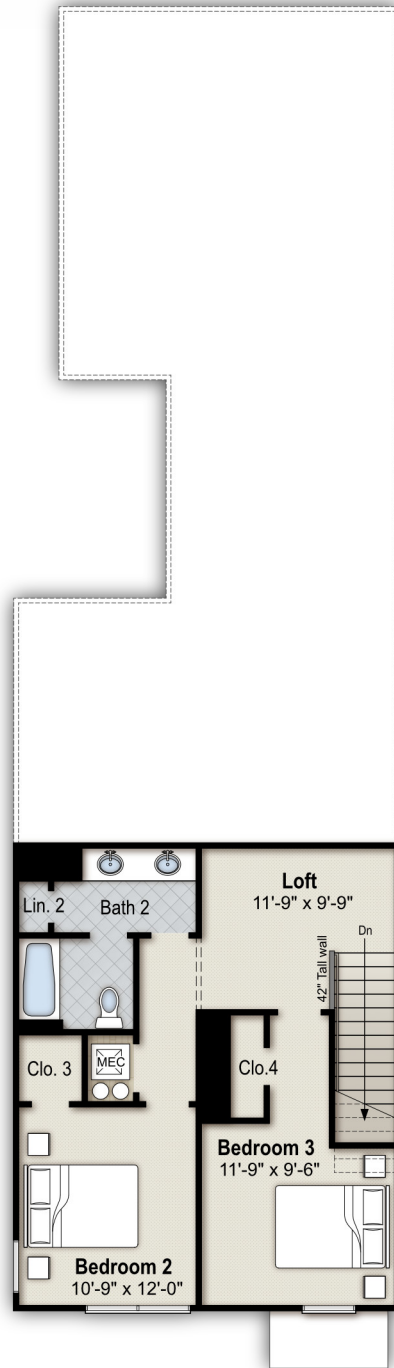 Loft
11'-9" x 9'-9"
Lin. 2
Bath 2
Dn
42" Tall wall
Clo. 3
MEC
Clo.4
Bedroom 3
11'-9" x 9'-6"
Bedroom 2
10'-9" x 12'-0"